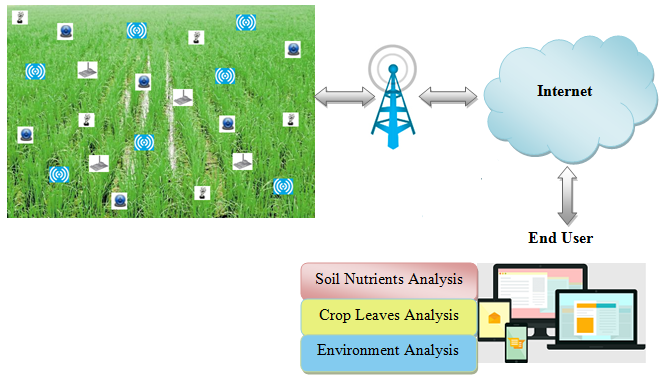 Internet
End User
Soil Nutrients Analysis
Crop Leaves Analysis
Environment Analysis